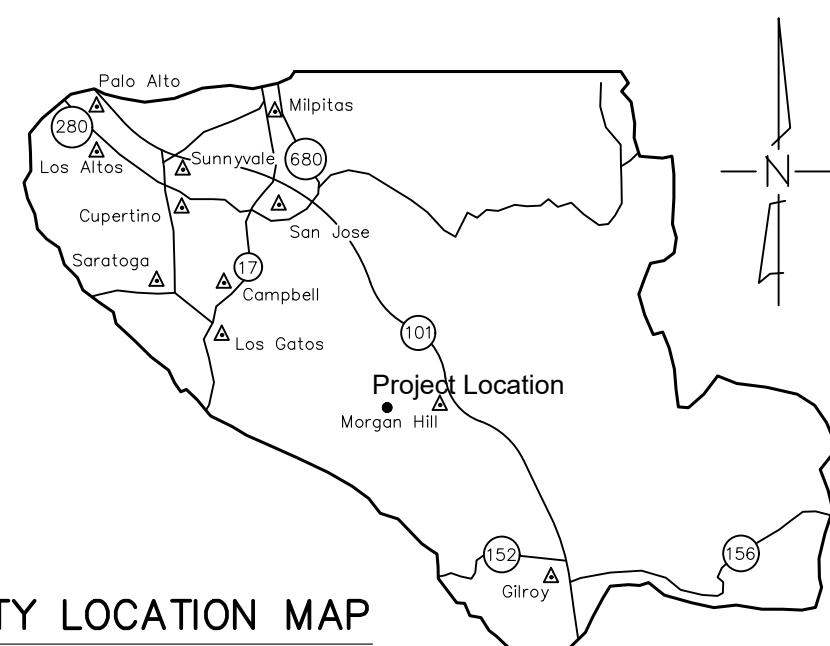 Palo Alto
Milpitas
280
Los Altos
Sunnyvale
680
N
Cupertino
San Jose
Saratoga
17
Campbell
101
Los Gatos
Project Location
Morgan Hill
152
156
Gilroy
TY LOCATION MAP